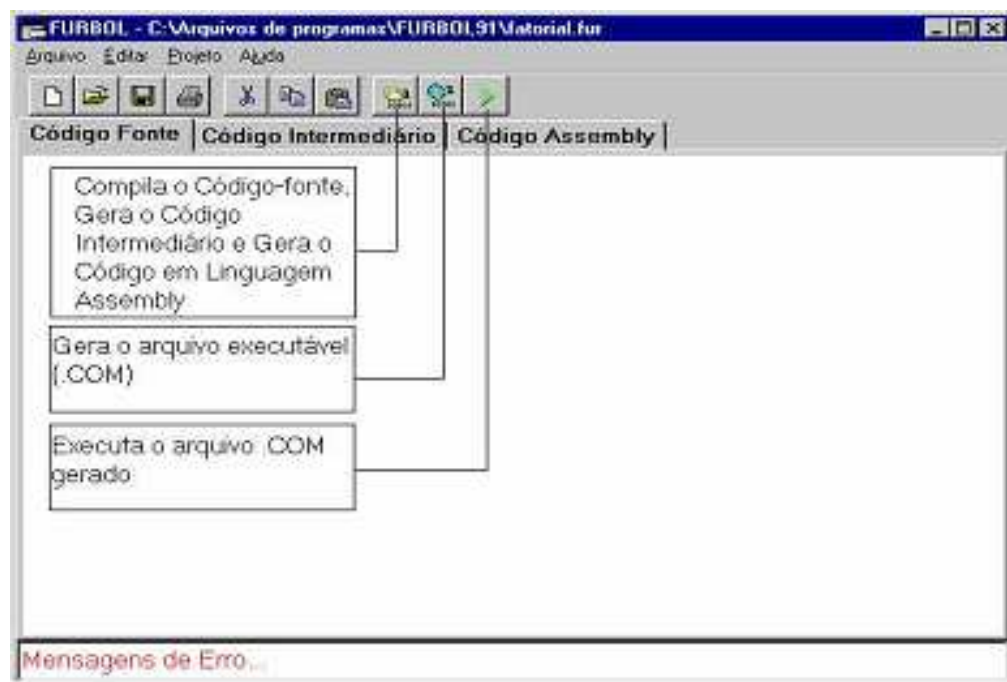 FURBOL - C:\Arquivos de programas\FURBOL91\fatorial.fur
Arquivo Editar Projeto Ajuda
Código Fonte Código Intermediário Código Assembly
Compila o Código-fonte,
Gera o Código
Intermediário e Gera o
Código em Linguagem
Assembly
Gera o arquivo executável
(.COM)
Executa o arquivo .COM
gerado
Mensagens de Erro...